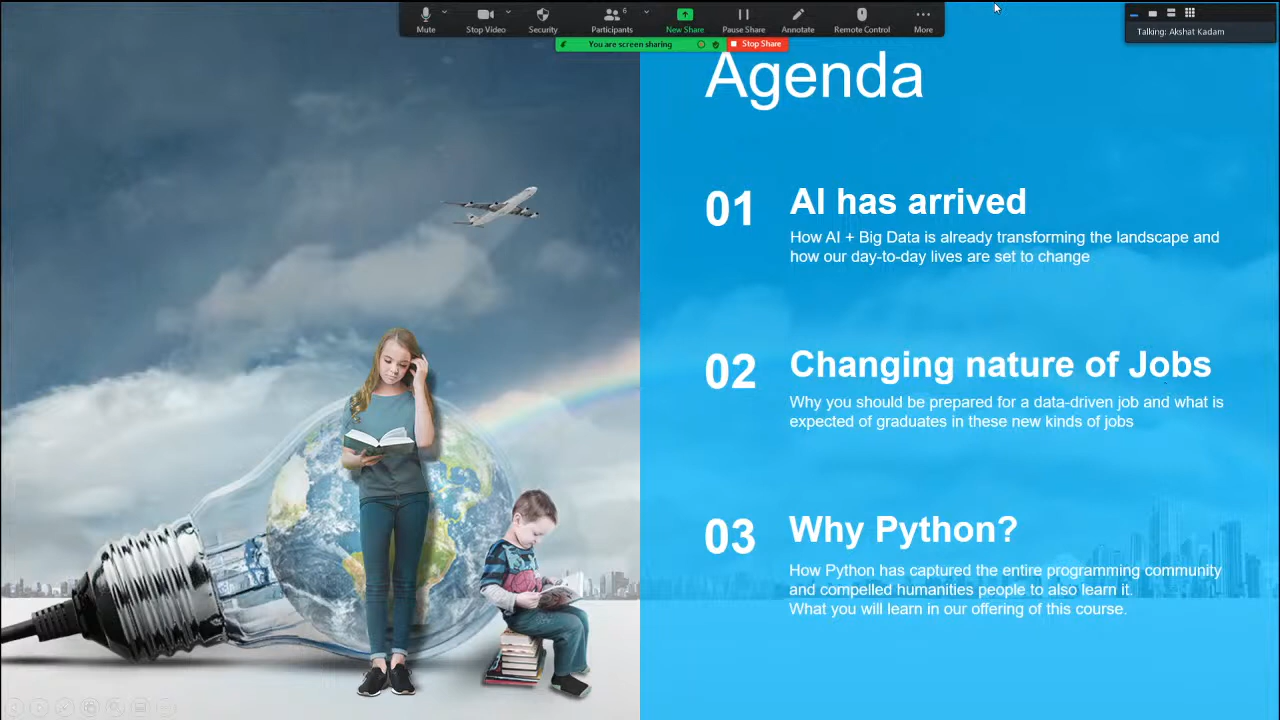 Mute
Stop Video
Security
Participants
6
New Share
Pause Share
Annotate
Remote Control
More
You are screen sharing
Stop Share
Talking: Akshat Kadam
Agenda
01
AI has arrived
How AI + Big Data is already transforming the landscape and
how our day-to-day lives are set to change
02
Changing nature of Jobs
Why you should be prepared for a data-driven job and what is
expected of graduates in these new kinds of jobs
03
Why Python?
How Python has captured the entire programming community
and compelled humanities people to also learn it.
What you will learn in our offering of this course.